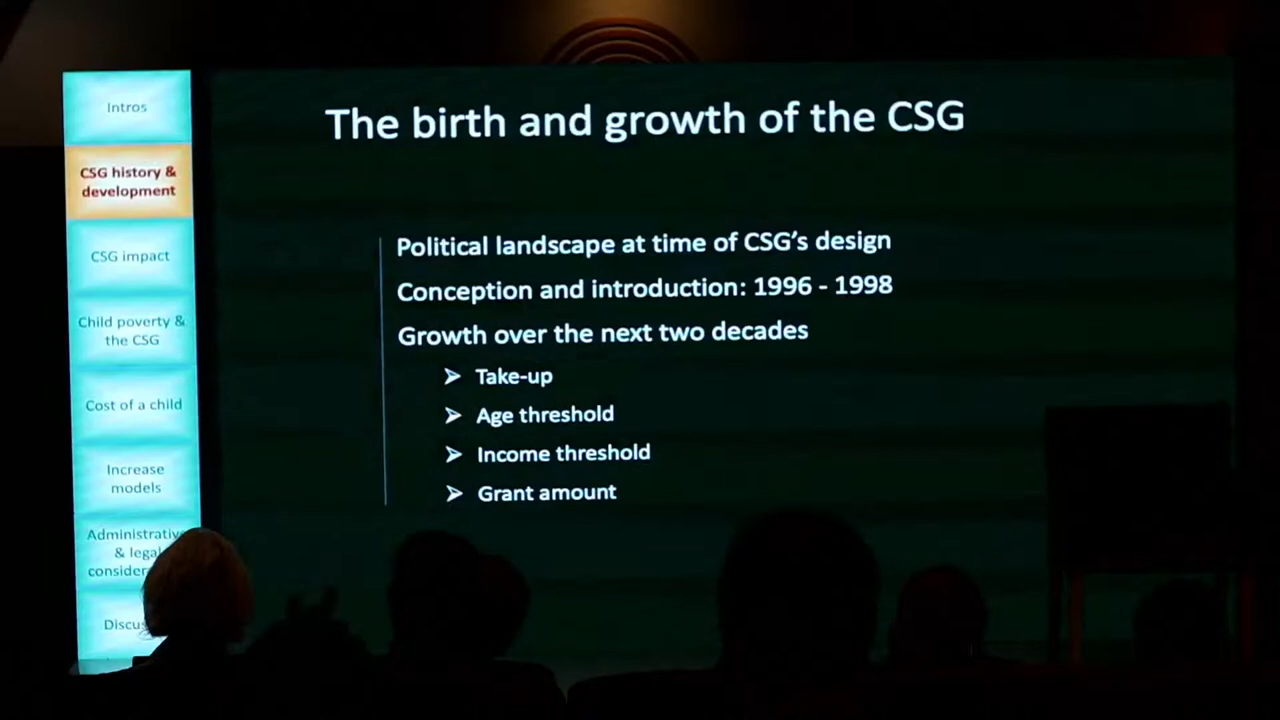 Intros
CSG history &
development
CSG impact
Child poverty &
the CSG
Cost of a child
Increase
models
& legal
The birth and growth of the CSG
Political landscape at time of CSG's design
Conception and introduction: 1996 - 1998
Growth over the next two decades
➢ Take-up
➢ Age threshold
➢ Income threshold
➢ Grant amount